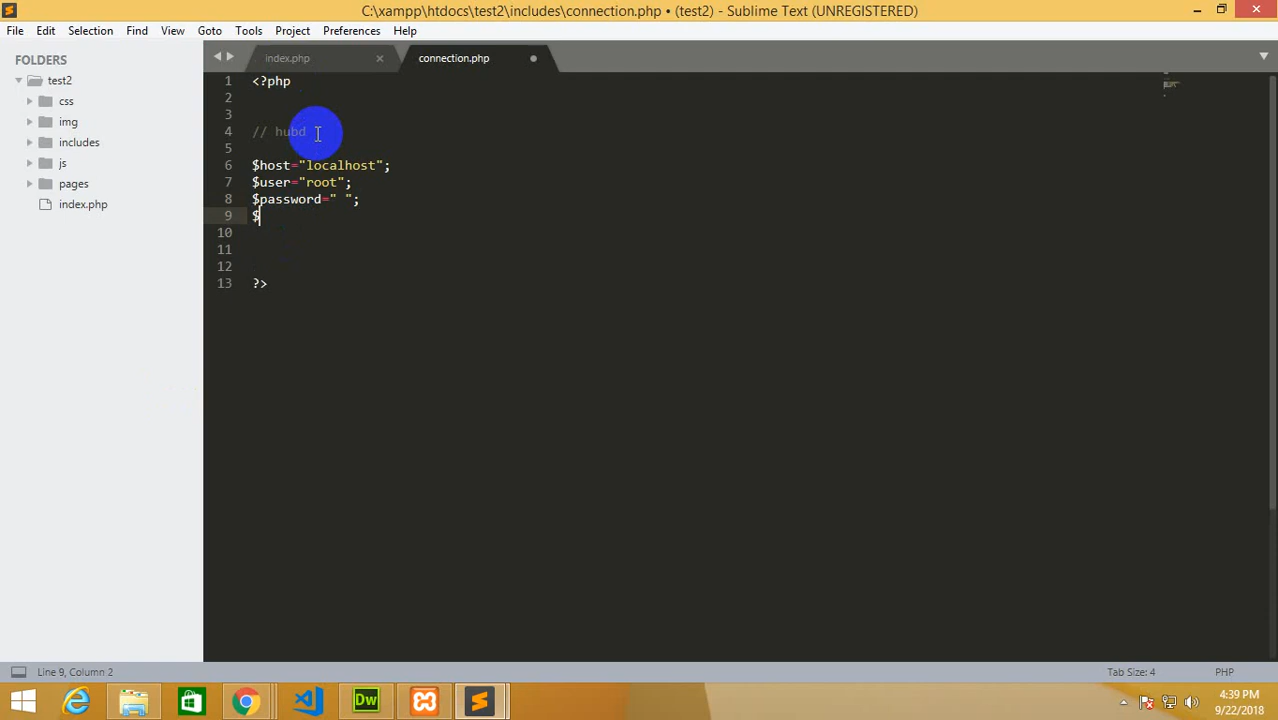 C:\xampp\htdocs\test2\includes\connection.php • (test2) - Sublime Text (UNREGISTERED)
File Edit Selection Find View Goto Tools Project Preferences Help
FOLDERS
test2
css
img
includes
js
pages
index.php
index.php
connection.php
1 <?php
2
3
4 // hubd
5
6 $host="localhost";
7 $user="root";
8 $password=" ";
9 $
10
11
12
13 ?>
Line 9, Column 2
Tab Size: 4
PHP
Dw
4:39 PM
9/22/2018